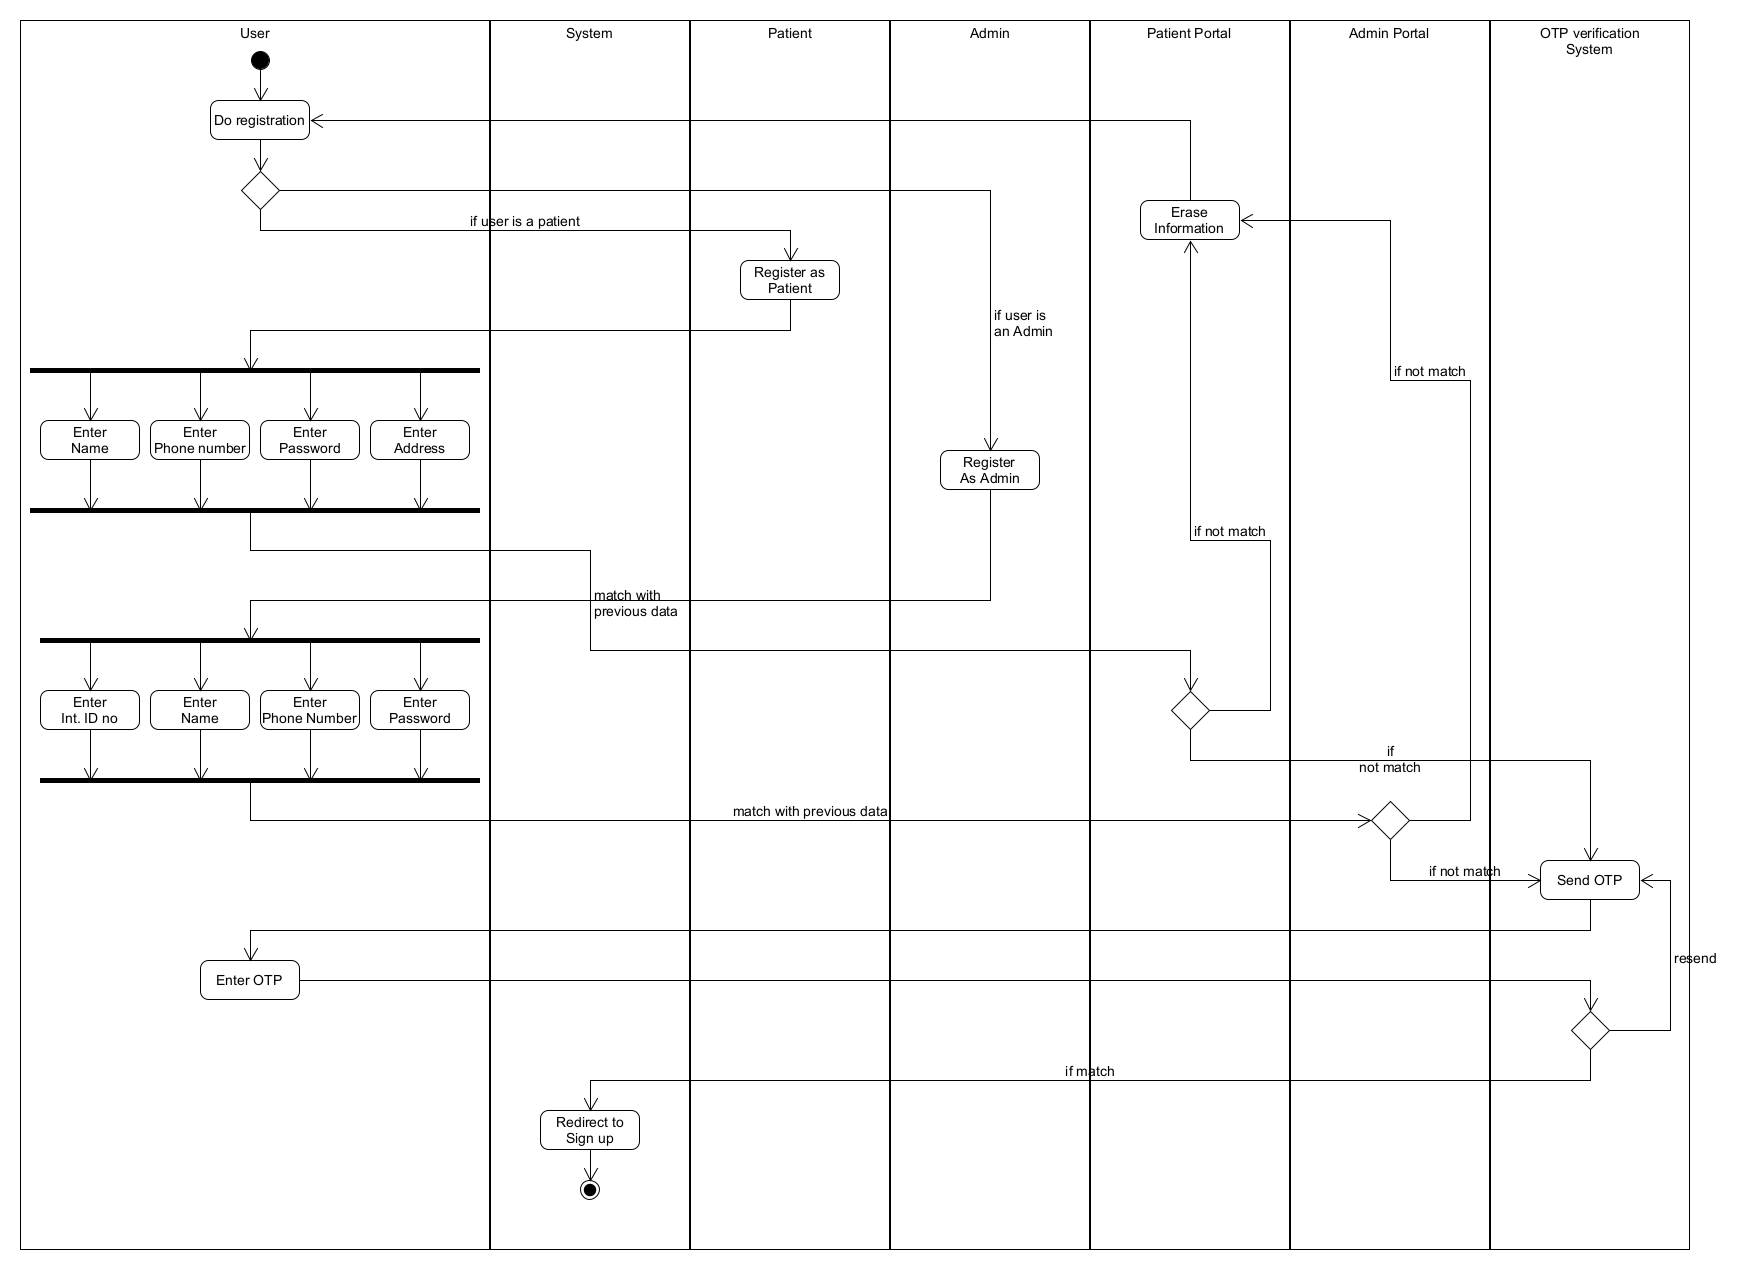 User
System
Patient
Admin
Patient Portal
Admin Portal
OTP verification
System
Do registration
if user is a patient
Erase
Information
Register as
Patient
if user is
an Admin
if not match
Enter
Name
Enter
Phone number
Enter
Password
Enter
Address
Register
As Admin
if not match
match with
previous data
Enter
Int. ID no
Enter
Name
Enter
Phone Number
Enter
Password
if
not match
match with previous data
if not match
Send OTP
resend
Enter OTP
if match
Redirect to
Sign up